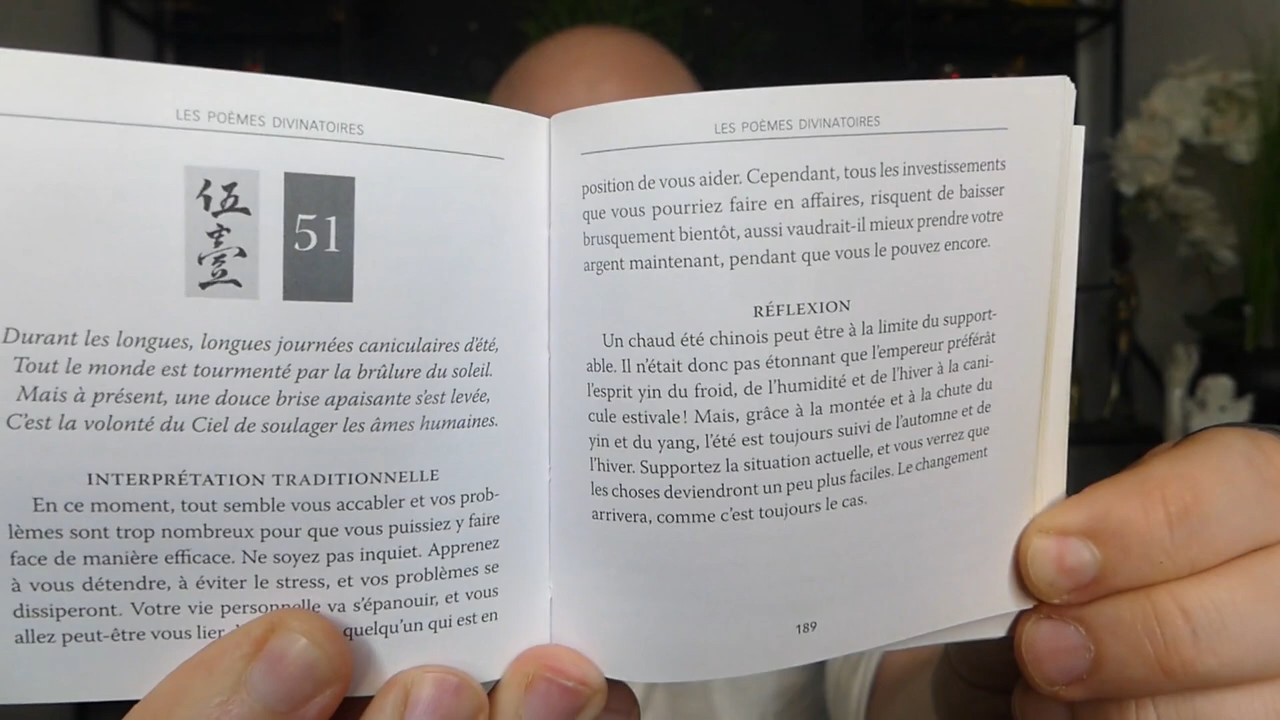 LES POÈMES DIVINATOIRES
伍
壹
51
Durant les longues, longues journées caniculaires d'été,
Tout le monde est tourmenté par la brûlure du soleil.
Mais à présent, une douce brise apaisante s'est levée,
C'est la volonté du Ciel de soulager les âmes humaines.
INTERPRÉTATION TRADITIONNELLE
En ce moment, tout semble vous accabler et vos prob-
lèmes sont trop nombreux pour que vous puissiez y faire
face de manière efficace. Ne soyez pas inquiet. Apprenez
à vous détendre, à éviter le stress, et vos problèmes se
dissiperont. Votre vie personnelle va s'épanouir, et vous
allez peut-être vous lier quelqu'un qui est en
LES POÈMES DIVINATOIRES
position de vous aider. Cependant, tous les investissements
que vous pourriez faire en affaires, risquent de baisser
brusquement bientôt, aussi vaudrait-il mieux prendre votre
argent maintenant, pendant que vous le pouvez encore.
RÉFLEXION
Un chaud été chinois peut être à la limite du support-
able. Il n'était donc pas étonnant que l'empereur préférât
l'esprit yin du froid, de l'humidité et de l'hiver à la cani-
cule estivale! Mais, grâce à la montée et à la chute du
yin et du yang, l'été est toujours suivi de l'automne et de
l'hiver. Supportez la situation actuelle, et vous verrez que
les choses deviendront un peu plus faciles. Le changement
arrivera, comme c'est toujours le cas.
189